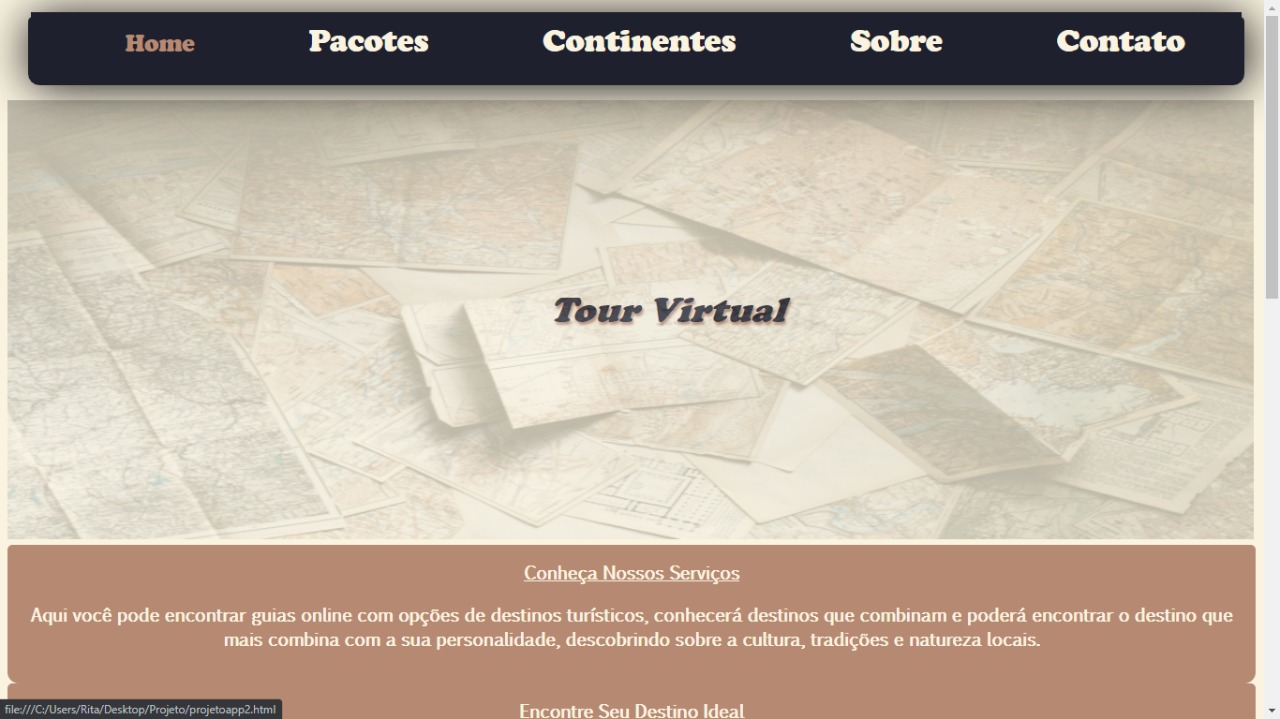 Home Pacotes Continentes Sobre Contato
Tour Virtual
Conheça Nossos Serviços
Aqui você pode encontrar guias online com opções de destinos turísticos, conhecerá destinos que combinam e poderá encontrar o destino que
mais combina com a sua personalidade, descobrindo sobre a cultura, tradições e natureza locais.
Encontre Seu Destino Ideal
file:///C:/Users/Rita/Desktop/Projeto/projetoapp2.html